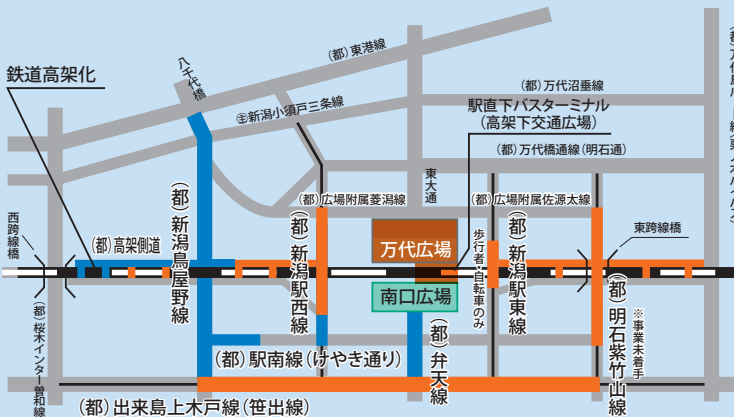 (都)東港線
八千代橋
鉄道高架化
㊤新潟小須戸三条線
(都)万代沼垂線
駅直下バスターミナル
(高架下交通広場)
(都)万代橋通線(明石通)
東大通
(都)広場附属菱潟線
(都)広場附属佐源太線
西跨線橋
(都)高架側道
(都)新潟鳥屋野線
(都)新潟駅西線
万代広場
歩行者・自転車のみ
(都)新潟駅東線
東跨線橋
南口広場
(都)桜木インター曽和線
(都)駅南線(けやき通り)
(都)弁天線
(都)明石紫竹山線
※事業未着手
(都)出来島上木戸線(笹出線)